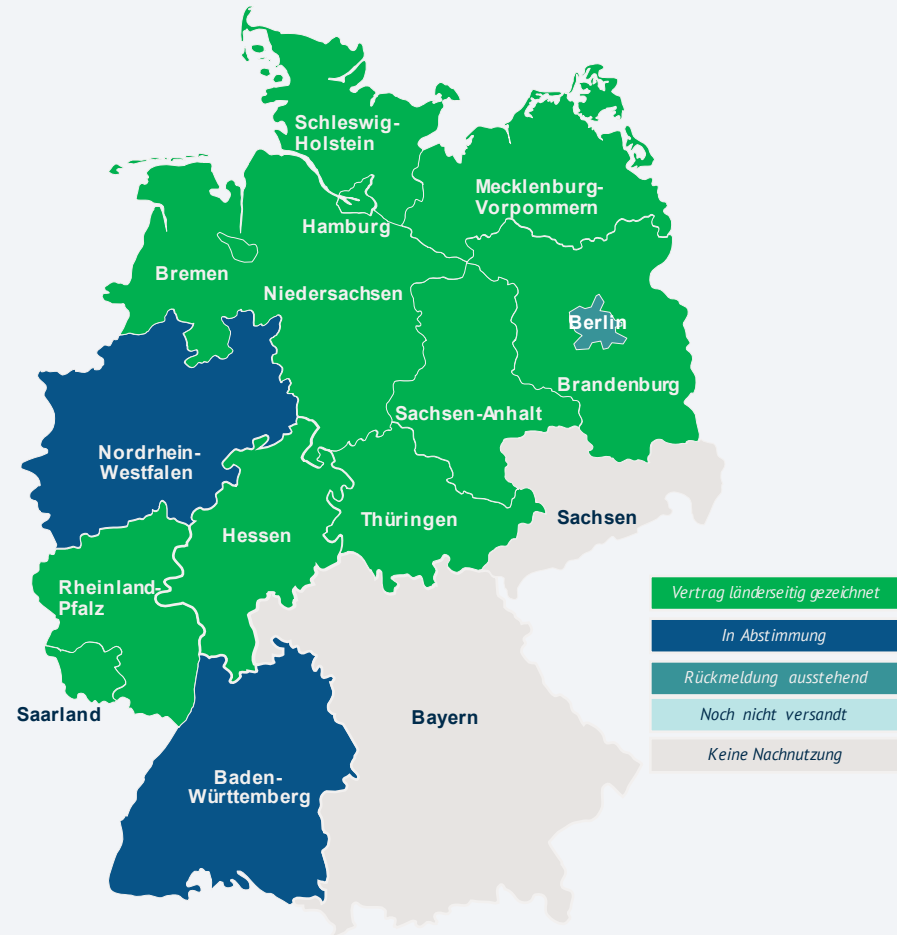 Schleswig-
Holstein
Mecklenburg-
Vorpommern
Hamburg
Bremen
Niedersachsen
Berlin
Brandenburg
Sachsen-Anhalt
Nordrhein-
Westfalen
Sachsen
Thüringen
Hessen
Rheinland-
Pfalz
Saarland
Bayern
Baden-
Württemberg
Vertrag länderseitig gezeichnet
In Abstimmung
Rückmeldung ausstehend
Noch nicht versandt
Keine Nachnutzung